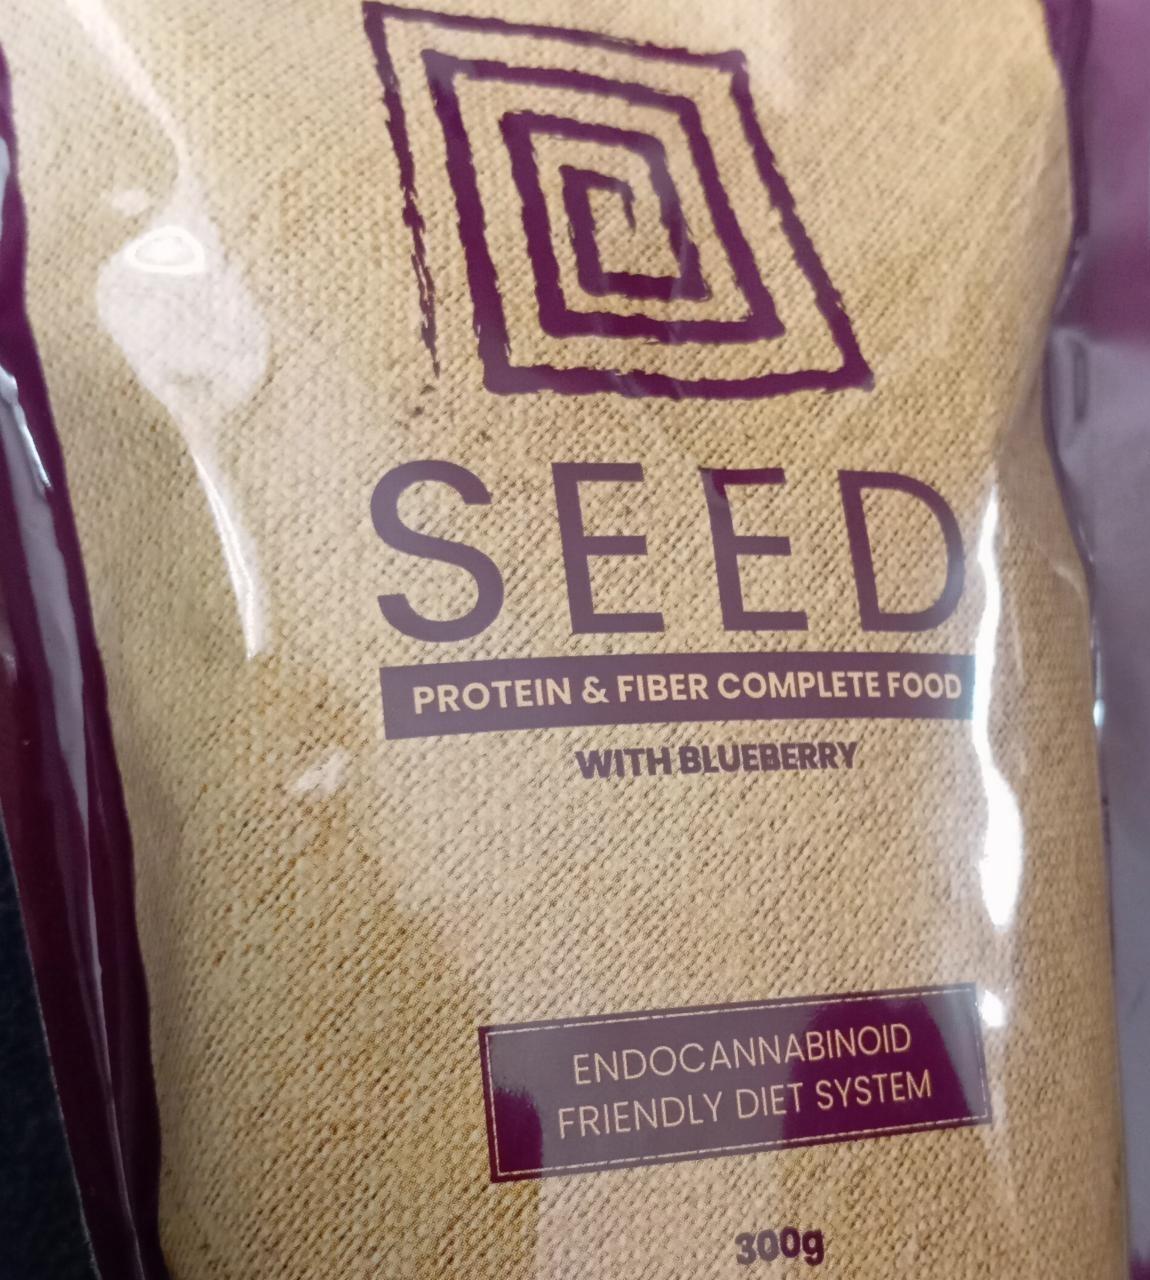 SEED
PROTEIN & FIBER COMPLETE FOOD
WITH BLUEBERRY
ENDOCANNABINOID
FRIENDLY DIET SYSTEM
300g